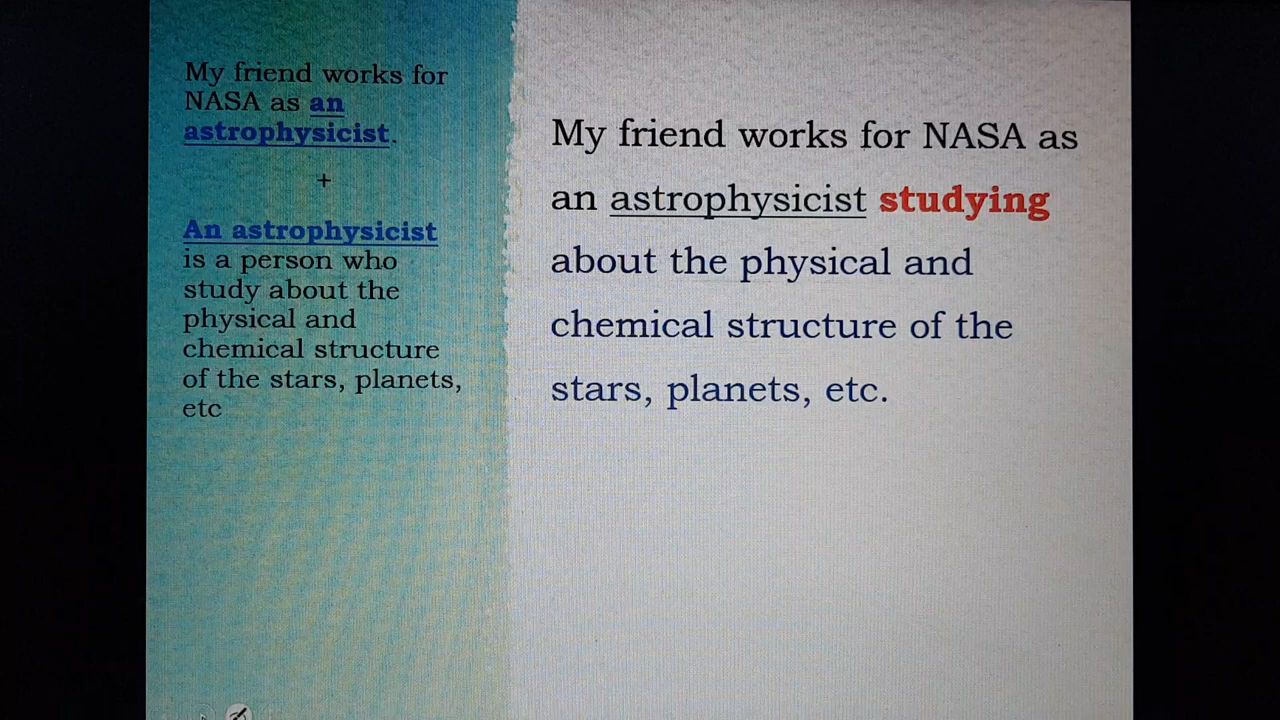 My friend works for
NASA as an
astrophysicist.
+
An astrophysicist
is a person who
study about the
physical and
chemical structure
of the stars, planets,
etc
My friend works for NASA as
an astrophysicist studying
about the physical and
chemical structure of the
stars, planets, etc.